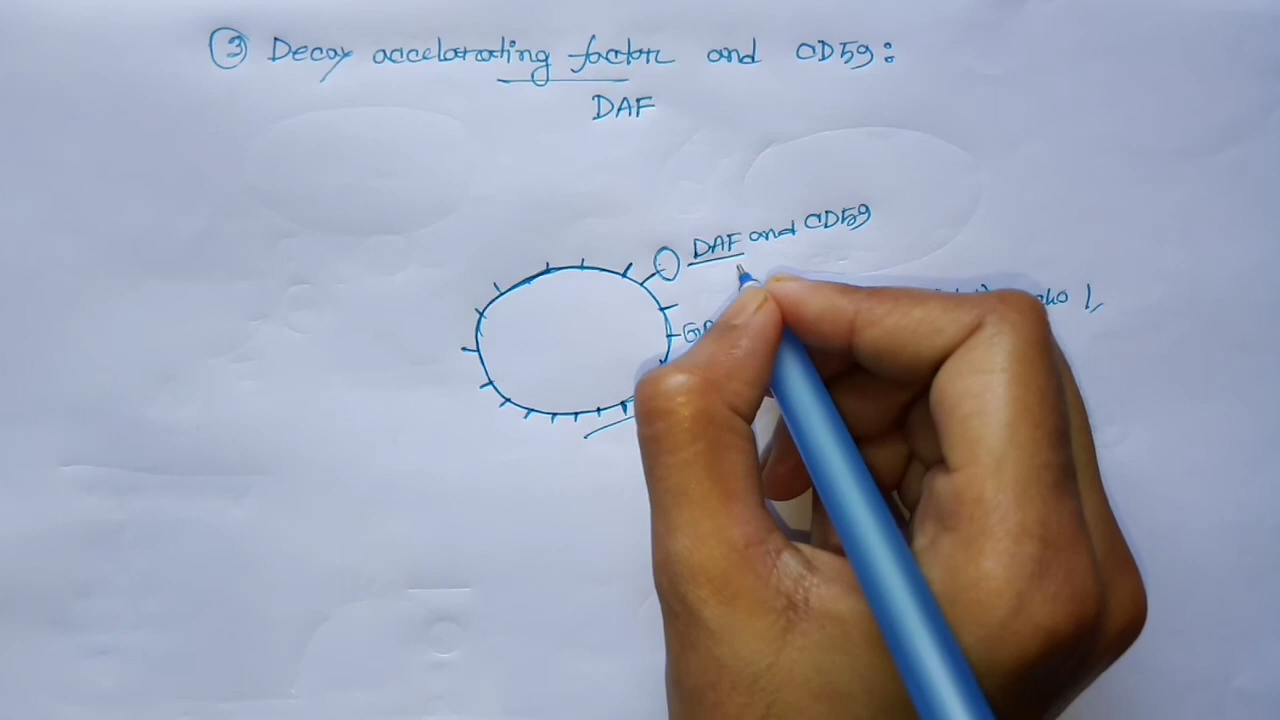 ③ Decay accelerating factor and CD59:
DAF
DAF and CD59